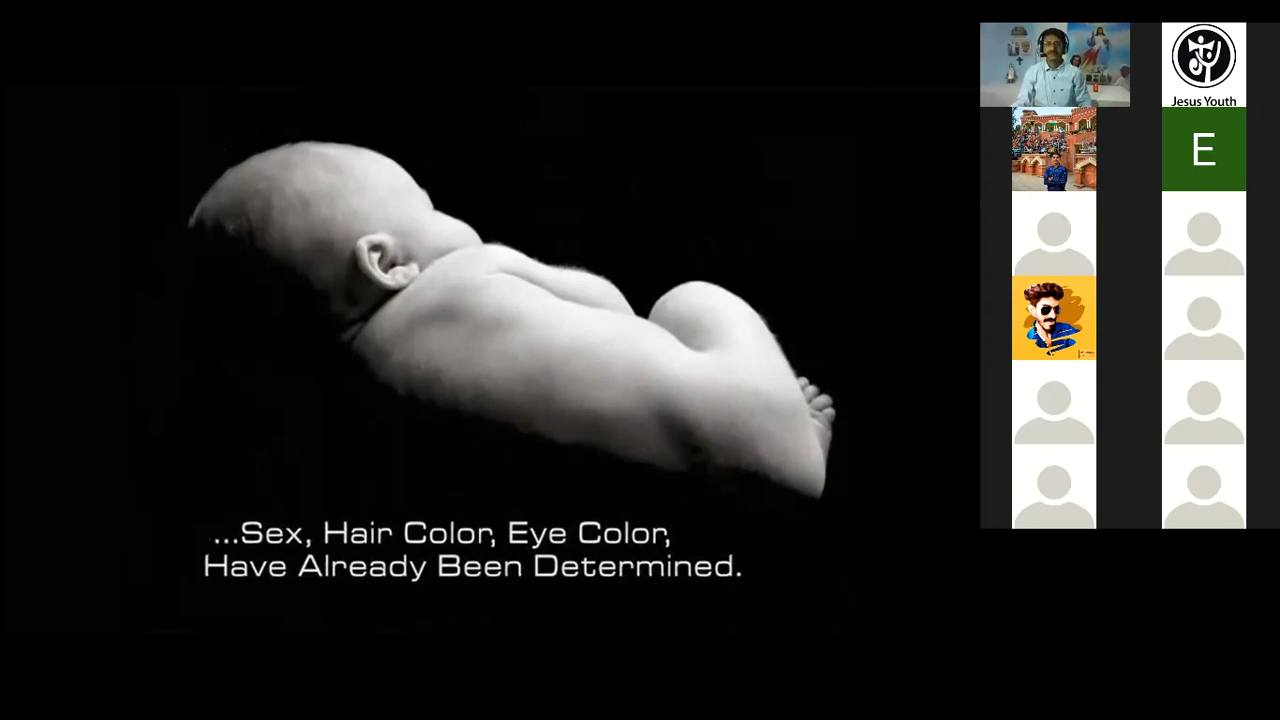 ...Sex, Hair Color, Eye Color,
Have Already Been Determined.
Jesus Youth
E